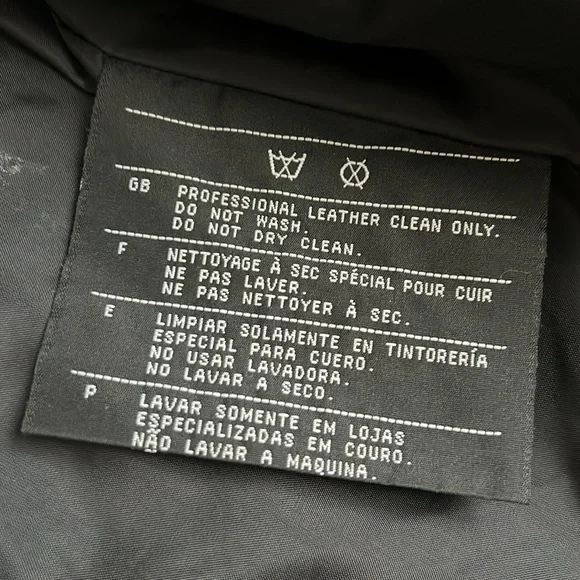 GB PROFESSIONAL LEATHER CLEAN ONLY.
DO NOT WASH.
DO NOT DRY CLEAN.
F NETTOYAGE À SEC SPÉCIAL POUR CUIR
NE PAS LAVER.
NE PAS NETTOYER À SEC.
E LIMPIAR SOLAMENTE EN TINTORERÍA
ESPECIAL PARA CUERO.
NO USAR LAVADORA.
NO LAVAR A SECO.
P LAVAR SOMENTE EM LOJAS
ESPECIALIZADAS EM COURO.
NÃO LAVAR A MAQUINA.